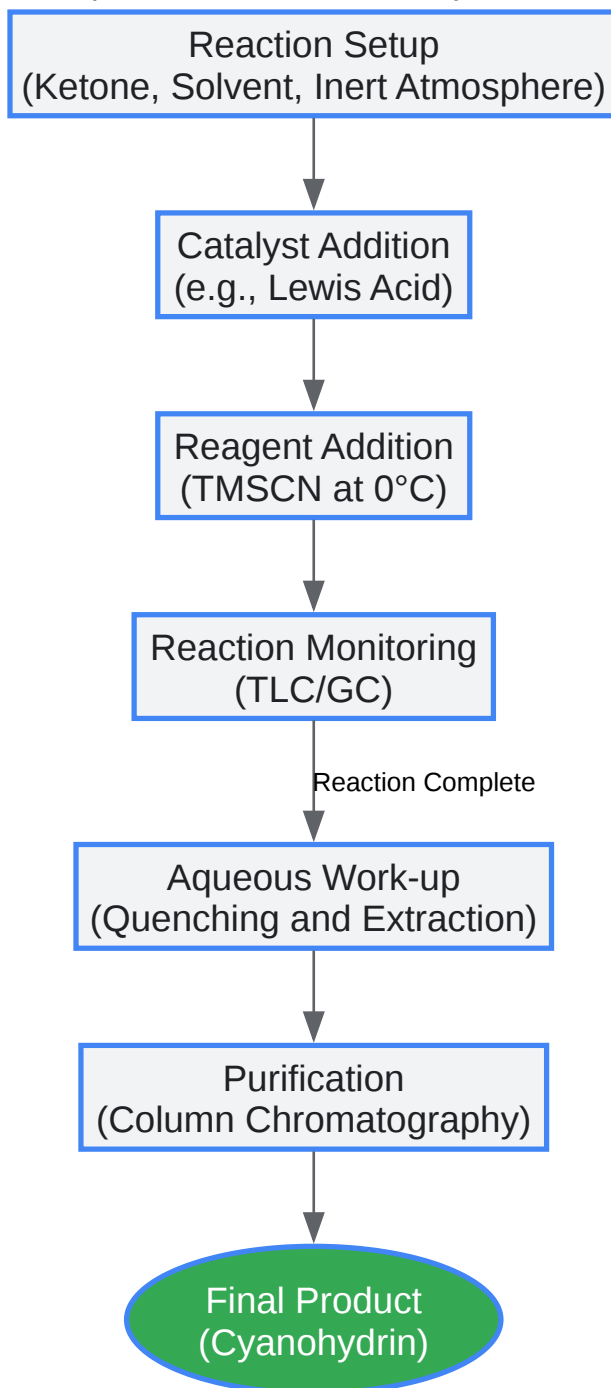 Reaction Setup
(Ketone, Solvent, Inert Atmosphere)
Catalyst Addition
(e.g., Lewis Acid)
Reagent Addition
(TMSCN at 0°C)
Reaction Monitoring
(TLC/GC)
Reaction Complete
Aqueous Work-up
(Quenching and Extraction)
Purification
(Column Chromatography)
Final Product
(Cyanohydrin)